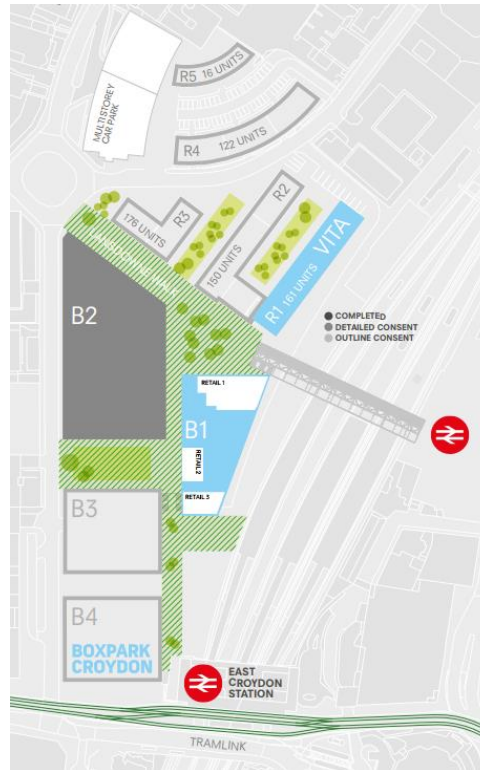 R5 16 UNITS
MULTISTOREY
CAR PARK
R4 122 UNITS
R2
R3
176 UNITS
150 UNITS
VITA
R1 161 UNITS
LANSDOWNE WALK
COMPLETED
DETAILED CONSENT
OUTLINE CONSENT
B2
RETAIL 1
B1
RETAIL 2
RETAIL 3
B3
B4
BOXPARK
CROYDON
EAST
CROYDON
STATION
TRAMLINK